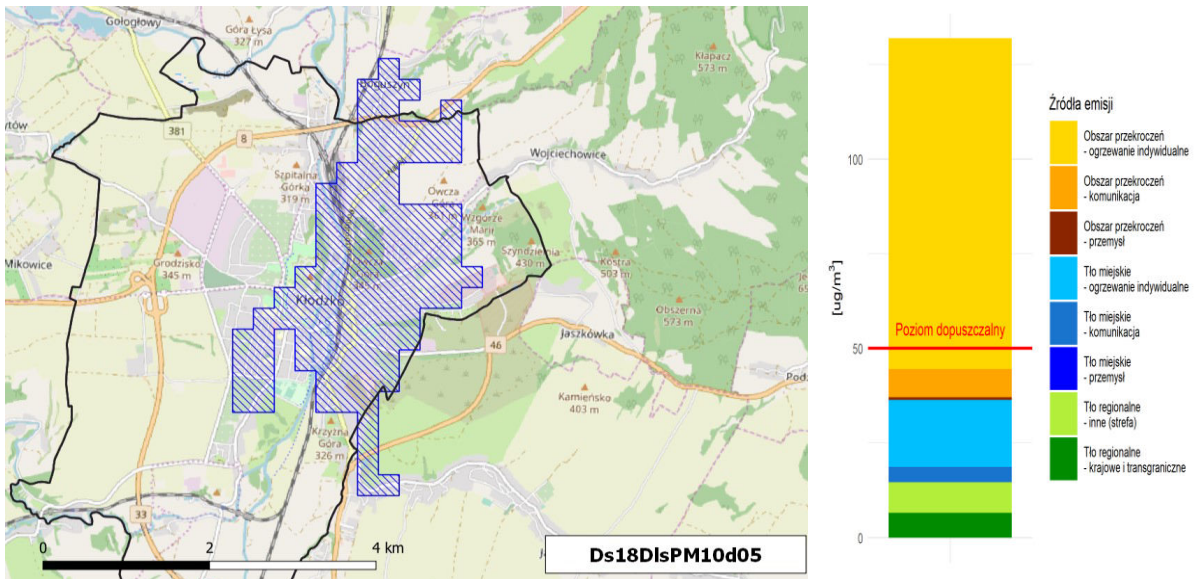 Gołogłowy
Góra Łysa
327 m
Kłapacz
573 m
381
8
Wojciechowice
Szpitalna
Górka
319 m
Owcza
Góra
361 m
Wzgórze
Marii
365 m
Szyndzielnia
430 m
Mikowice
Grodzisko
345 m
Owcza
Góra
Kostra
503 m
Kłodzko
Obszerna
573 m
46
Jaszkówka
Kamieńsko
403 m
Krzyżna
Góra
326 m
33
0
2
4 km
Ds18DlsPM10d05
[ug/m³]
100
50
0
Poziom dopuszczalny
Źródła emisji
Obszar przekroczeń
- ogrzewanie indywidualne
Obszar przekroczeń
- komunikacja
Obszar przekroczeń
- przemysł
Tło miejskie
- ogrzewanie indywidualne
Tło miejskie
- komunikacja
Tło miejskie
- przemysł
Tło regionalne
- inne (strefa)
Tło regionalne
- krajowe i transgraniczne